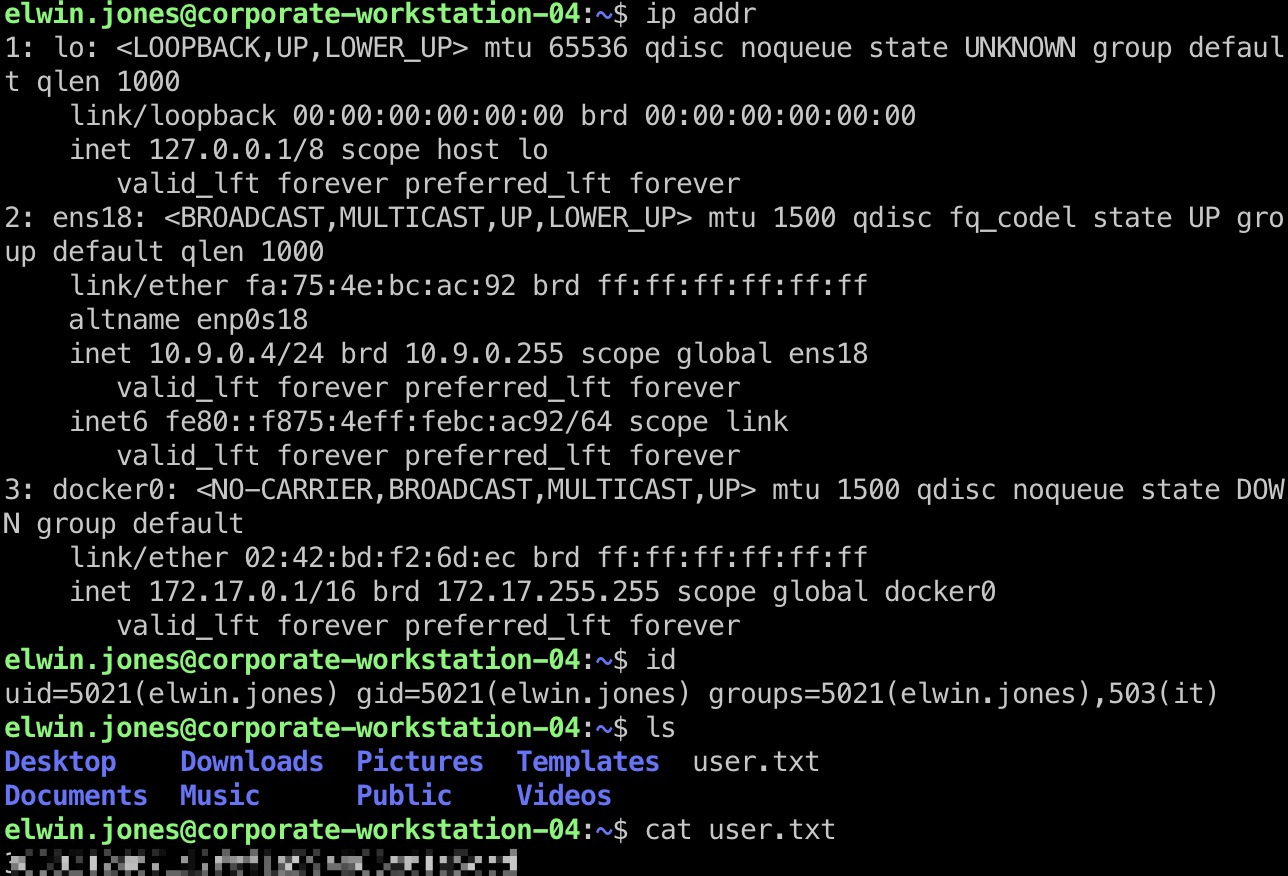 elwin.jones@corporate-workstation-04:~$ ip addr
1: lo: <LOOPBACK,UP,LOWER_UP> mtu 65536 qdisc noqueue state UNKNOWN group defaul
t qlen 1000
    link/loopback 00:00:00:00:00:00 brd 00:00:00:00:00:00
    inet 127.0.0.1/8 scope host lo
       valid_lft forever preferred_lft forever
2: ens18: <BROADCAST,MULTICAST,UP,LOWER_UP> mtu 1500 qdisc fq_codel state UP gro
up default qlen 1000
    link/ether fa:75:4e:bc:ac:92 brd ff:ff:ff:ff:ff:ff
    altname enp0s18
    inet 10.9.0.4/24 brd 10.9.0.255 scope global ens18
       valid_lft forever preferred_lft forever
    inet6 fe80::f875:4eff:febc:ac92/64 scope link
       valid_lft forever preferred_lft forever
3: docker0: <NO-CARRIER,BROADCAST,MULTICAST,UP> mtu 1500 qdisc noqueue state DOW
N group default
    link/ether 02:42:bd:f2:6d:ec brd ff:ff:ff:ff:ff:ff
    inet 172.17.0.1/16 brd 172.17.255.255 scope global docker0
       valid_lft forever preferred_lft forever
elwin.jones@corporate-workstation-04:~$ id
uid=5021(elwin.jones) gid=5021(elwin.jones) groups=5021(elwin.jones),503(it)
elwin.jones@corporate-workstation-04:~$ ls
Desktop    Downloads  Pictures  Templates  user.txt
Documents  Music      Public    Videos
elwin.jones@corporate-workstation-04:~$ cat user.txt